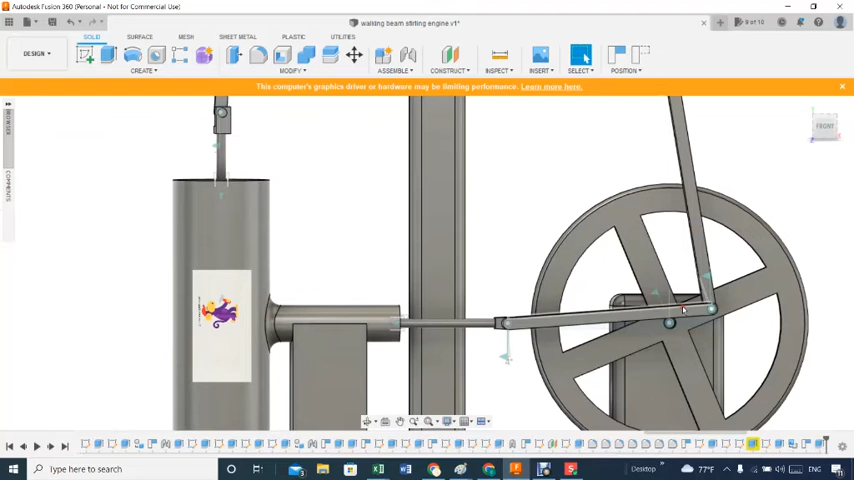 Autodesk Fusion 360 (Personal - Not for Commercial Use)
walking beam stirling engine v1*
9 of 10
SOLID SURFACE MESH SHEET METAL PLASTIC UTILITIES
DESIGN
CREATE MODIFY ASSEMBLE CONSTRUCT INSPECT INSERT SELECT POSITION
This computer's graphics driver or hardware may be limiting performance. Learn more here.
BROWSER
COMMENTS
FRONT
Type here to search
Desktop
77°F
ENG